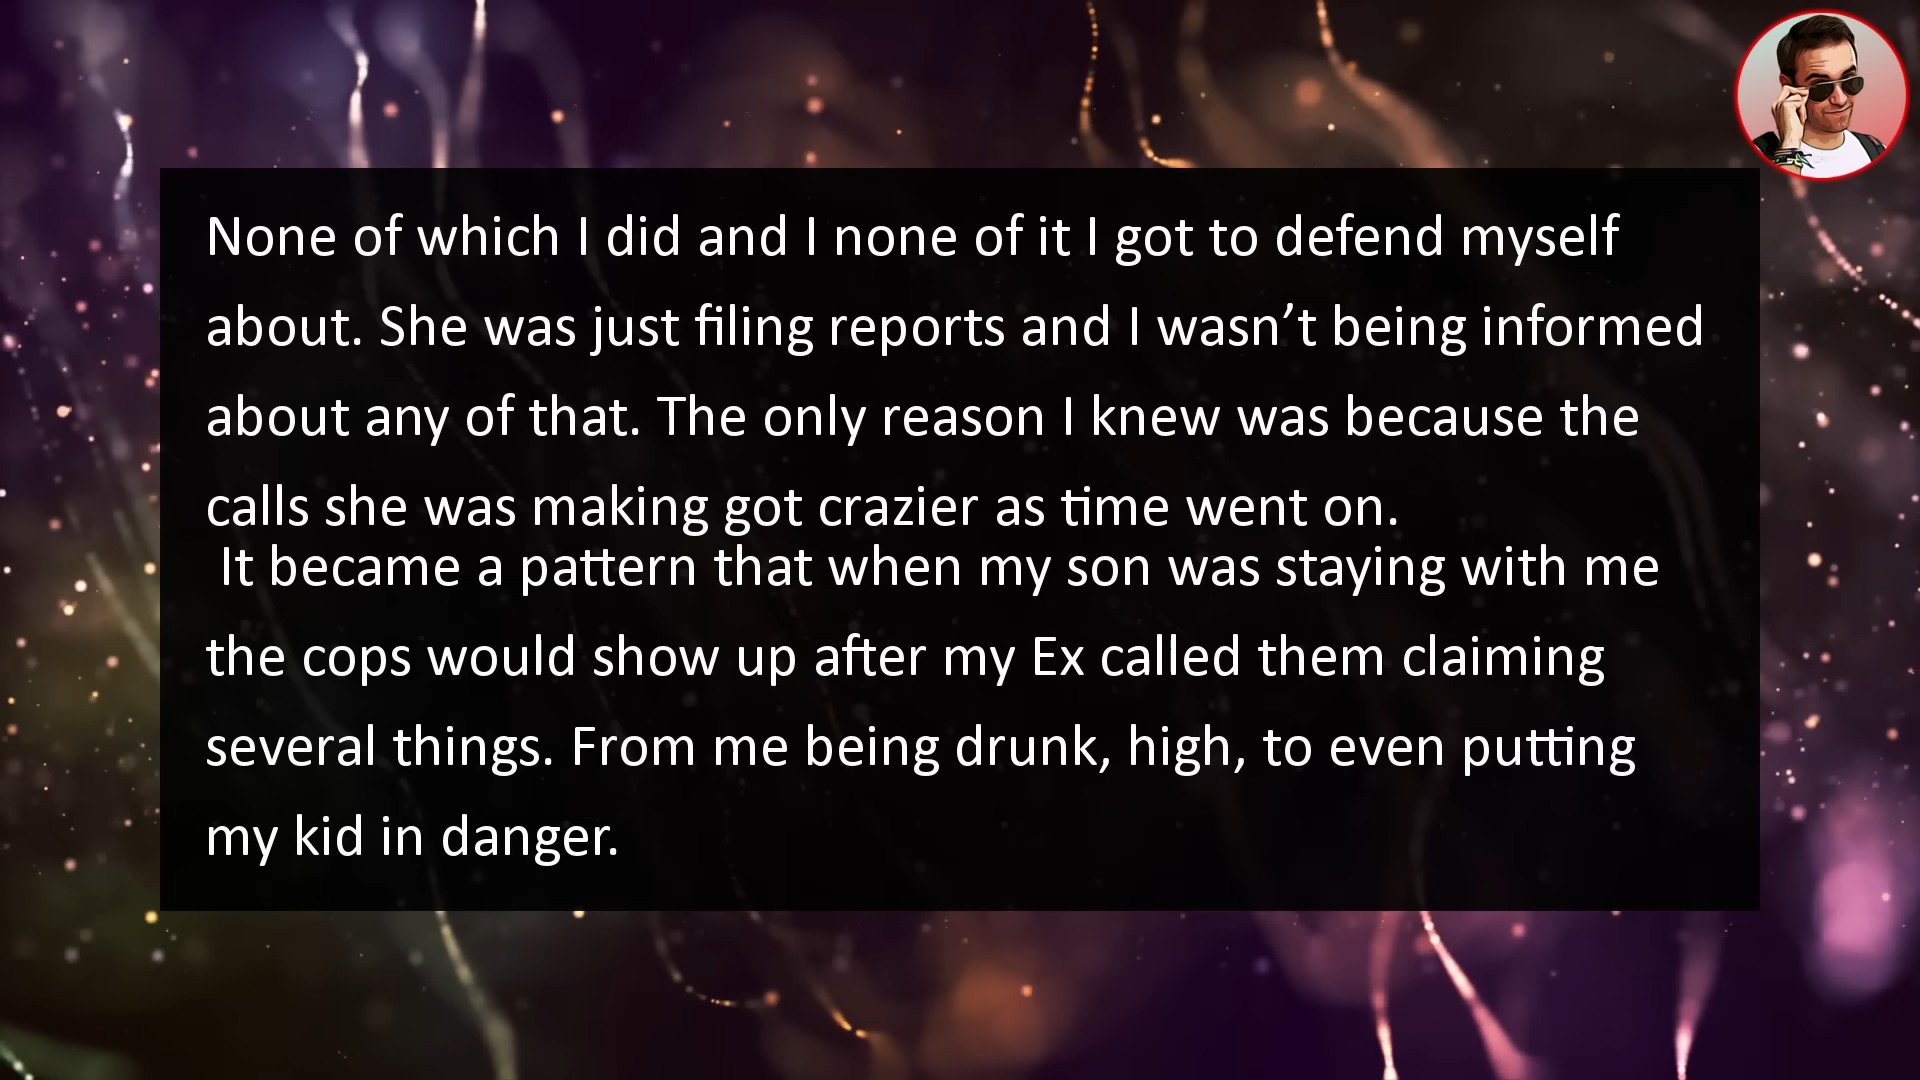 None of which I did and I none of it I got to defend myself
about. She was just filing reports and I wasn’t being informed
about any of that. The only reason I knew was because the
calls she was making got crazier as time went on.
It became a pattern that when my son was staying with me
the cops would show up after my Ex called them claiming
several things. From me being drunk, high, to even putting
my kid in danger.